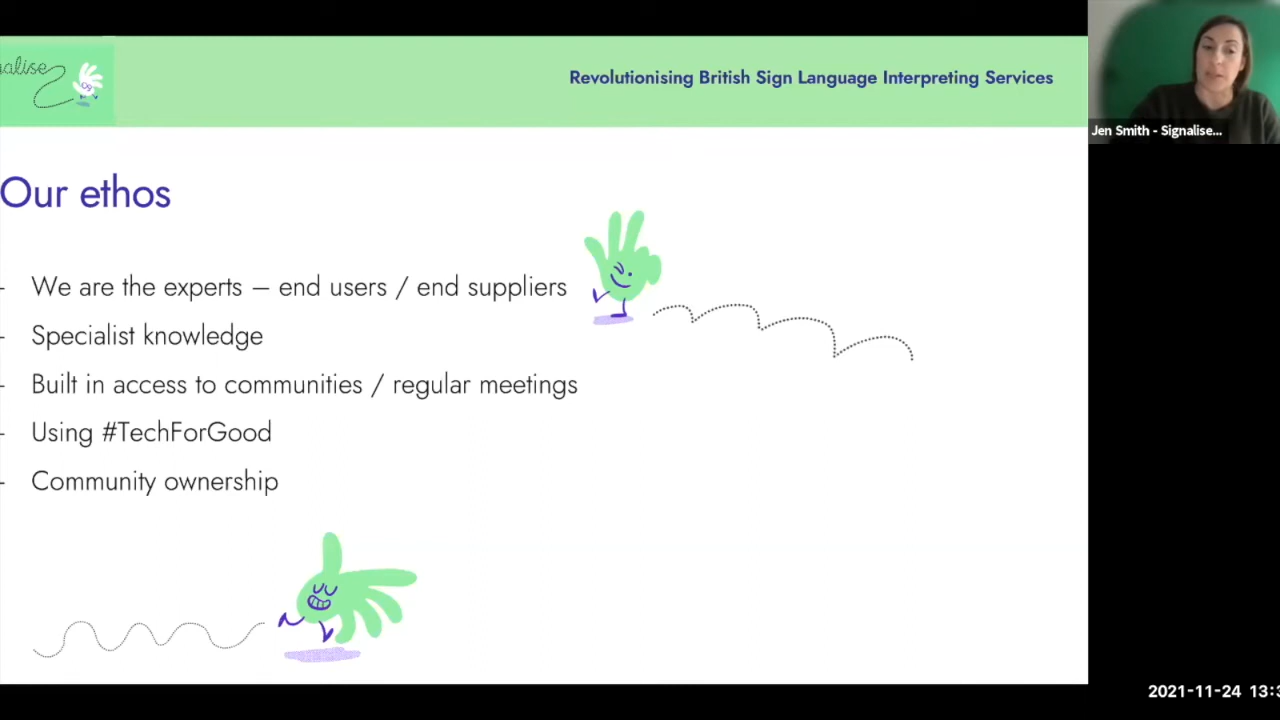 Revolutionising British Sign Language Interpreting Services
Jen Smith - Signalise...
Our ethos
- We are the experts – end users / end suppliers
- Specialist knowledge
- Built in access to communities / regular meetings
- Using #TechForGood
- Community ownership
2021-11-24 13:3